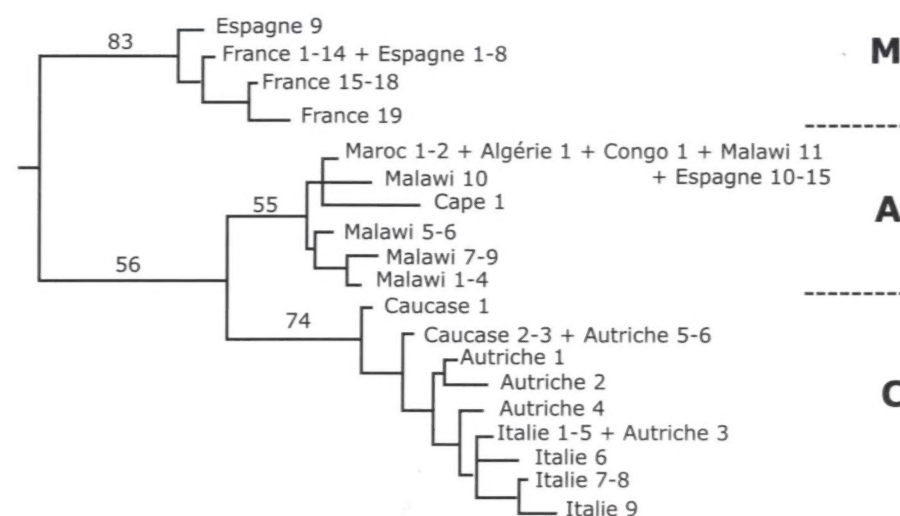 83
Espagne 9
France 1-14 + Espagne 1-8
France 15-18
France 19
M
Maroc 1-2 + Algérie 1 + Congo 1 + Malawi 11
+ Espagne 10-15
Malawi 10
Cape 1
55
A
Malawi 5-6
Malawi 7-9
Malawi 1-4
56
74
Caucase 1
Caucase 2-3 + Autriche 5-6
Autriche 1
Autriche 2
C
Autriche 4
Italie 1-5 + Autriche 3
Italie 6
Italie 7-8
Italie 9